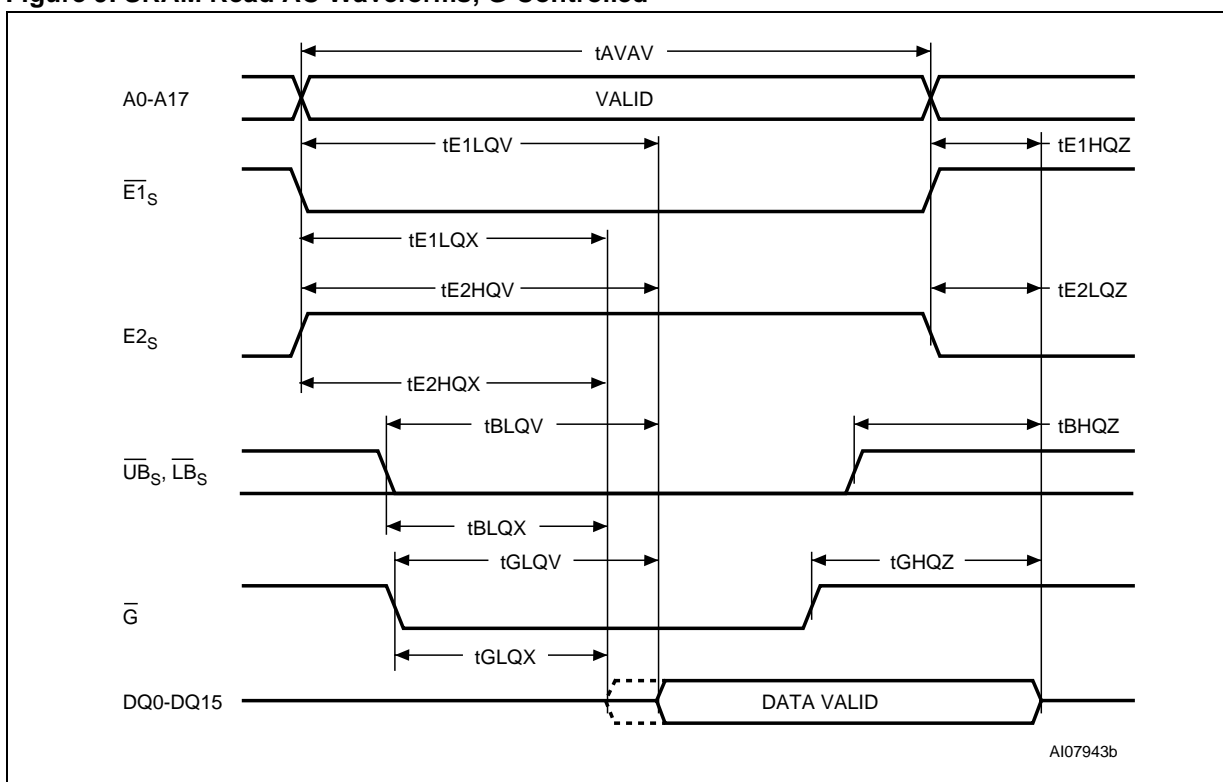 Figure 9. SRAM Read AC Waveforms, G Controlled
tAVAV
A0-A17
VALID
tE1LQV
tE1HQZ
E1S
tE1LQX
tE2HQV
tE2LQZ
E2S
tE2HQX
tBLQV
tBHQZ
UBS, LBS
tBLQX
tGLQV
tGHQZ
G
tGLQX
DQ0-DQ15
DATA VALID
AI07943b